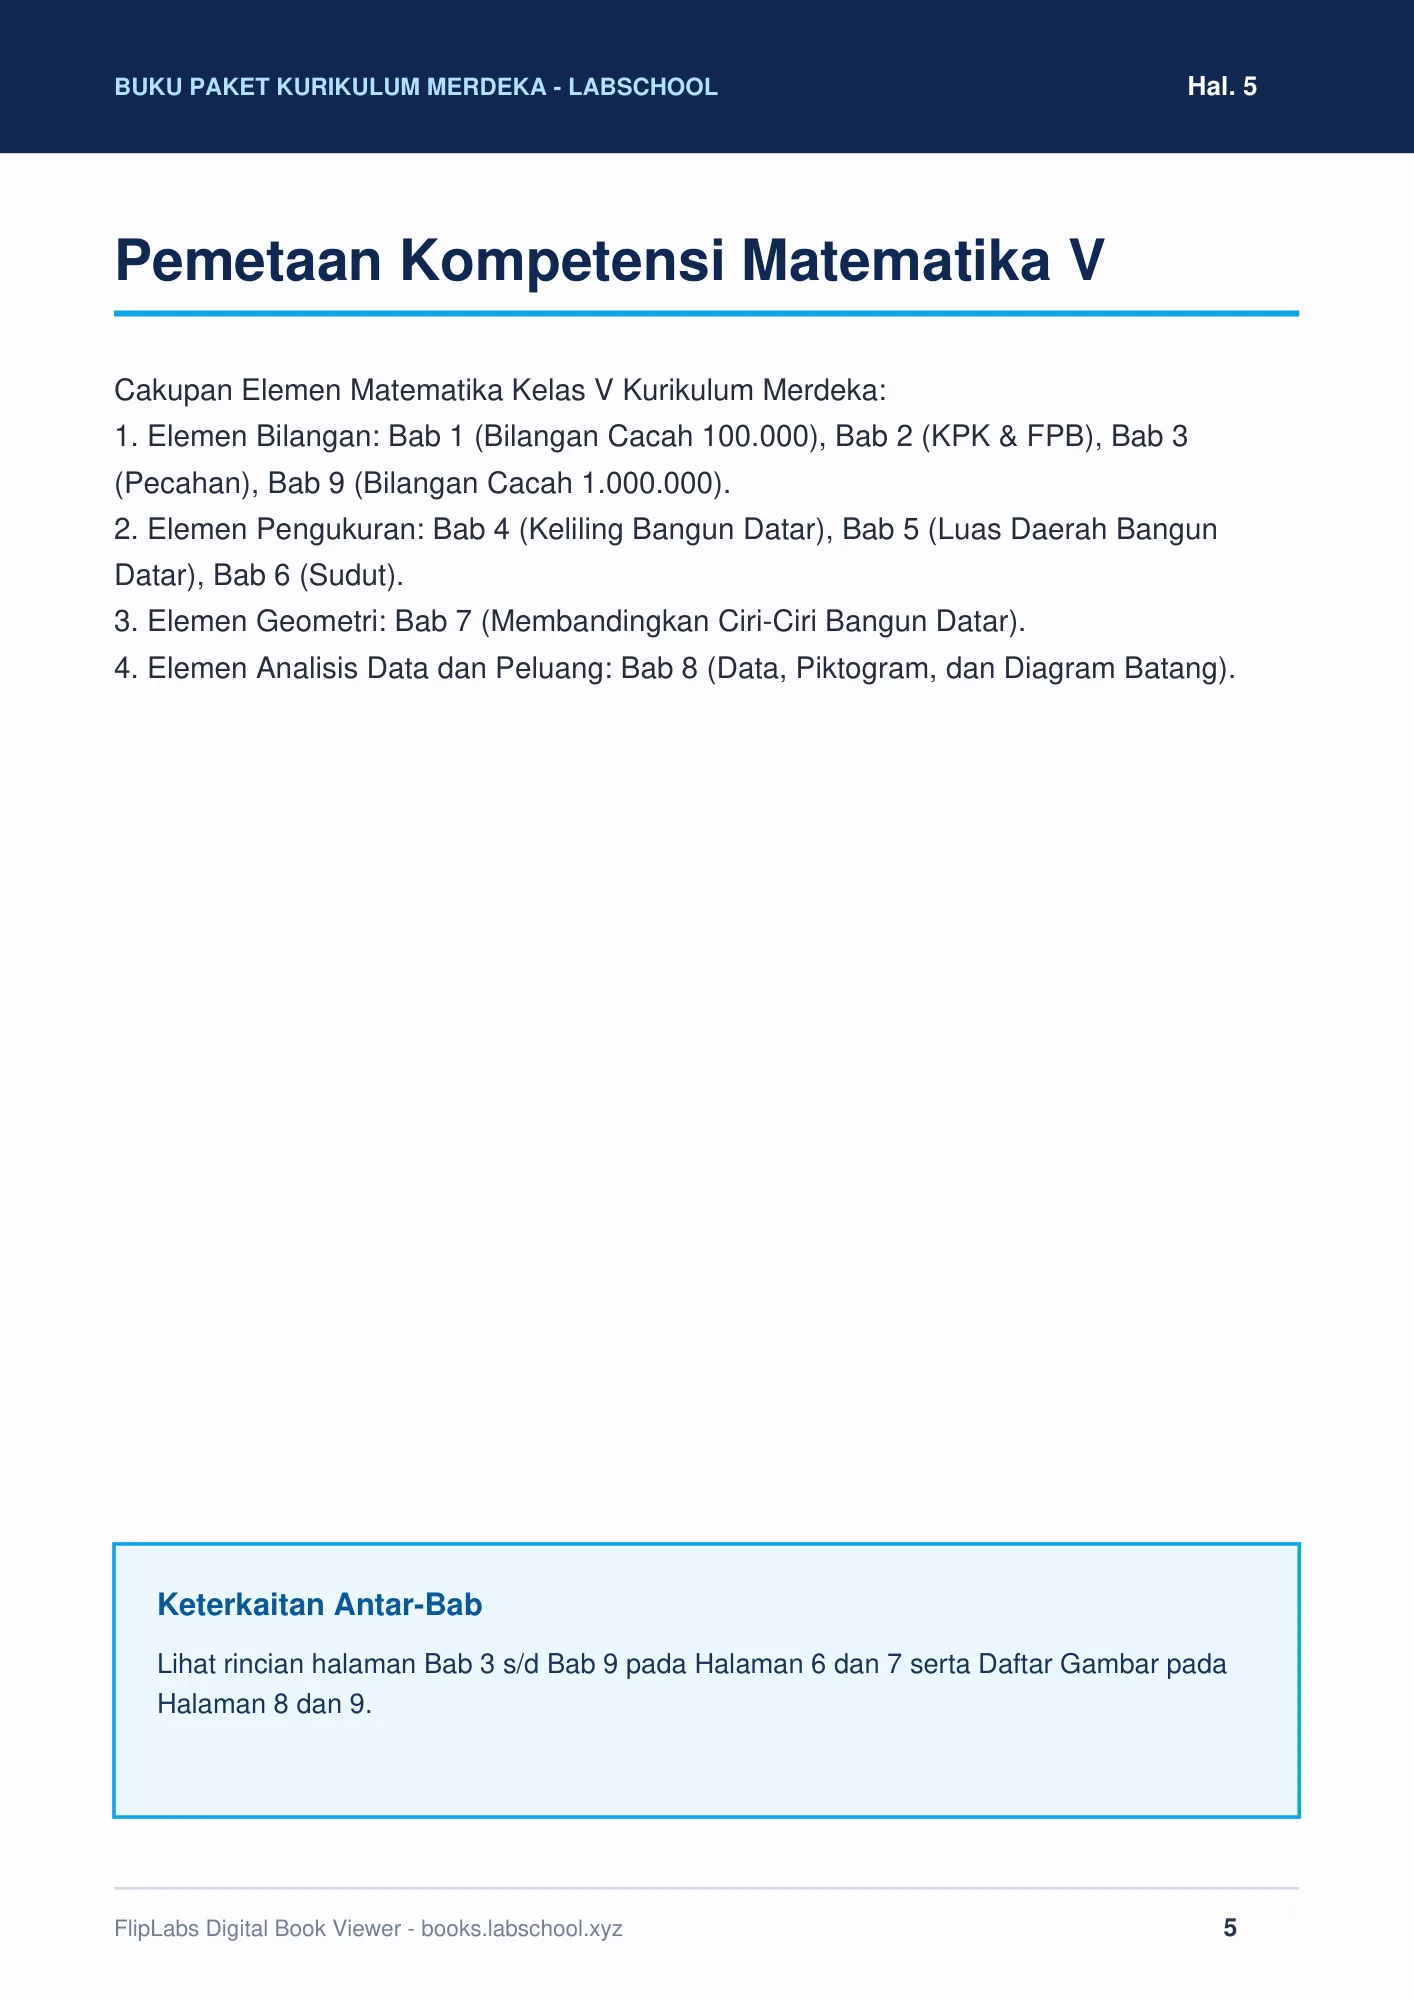 BUKU PAKET KURIKULUM MERDEKA - LABSCHOOL
Hal. 5
Pemetaan Kompetensi Matematika V
Cakupan Elemen Matematika Kelas V Kurikulum Merdeka:
1. Elemen Bilangan: Bab 1 (Bilangan Cacah 100.000), Bab 2 (KPK & FPB), Bab 3
(Pecahan), Bab 9 (Bilangan Cacah 1.000.000).
2. Elemen Pengukuran: Bab 4 (Keliling Bangun Datar), Bab 5 (Luas Daerah Bangun
Datar), Bab 6 (Sudut).
3. Elemen Geometri: Bab 7 (Membandingkan Ciri-Ciri Bangun Datar).
4. Elemen Analisis Data dan Peluang: Bab 8 (Data, Piktogram, dan Diagram Batang).
Keterkaitan Antar-Bab
Lihat rincian halaman Bab 3 s/d Bab 9 pada Halaman 6 dan 7 serta Daftar Gambar pada
Halaman 8 dan 9.
FlipLabs Digital Book Viewer - books.labschool.xyz
5